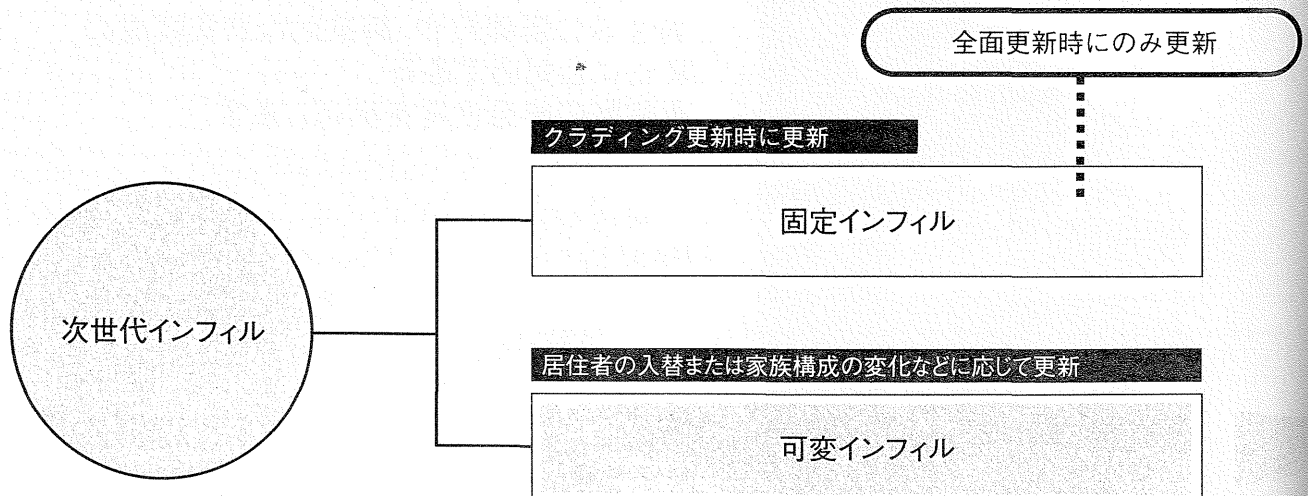 全面更新時にのみ更新
クラディング更新時に更新
固定インフィル
次世代インフィル
居住者の入替または家族構成の変化などに応じて更新
可変インフィル